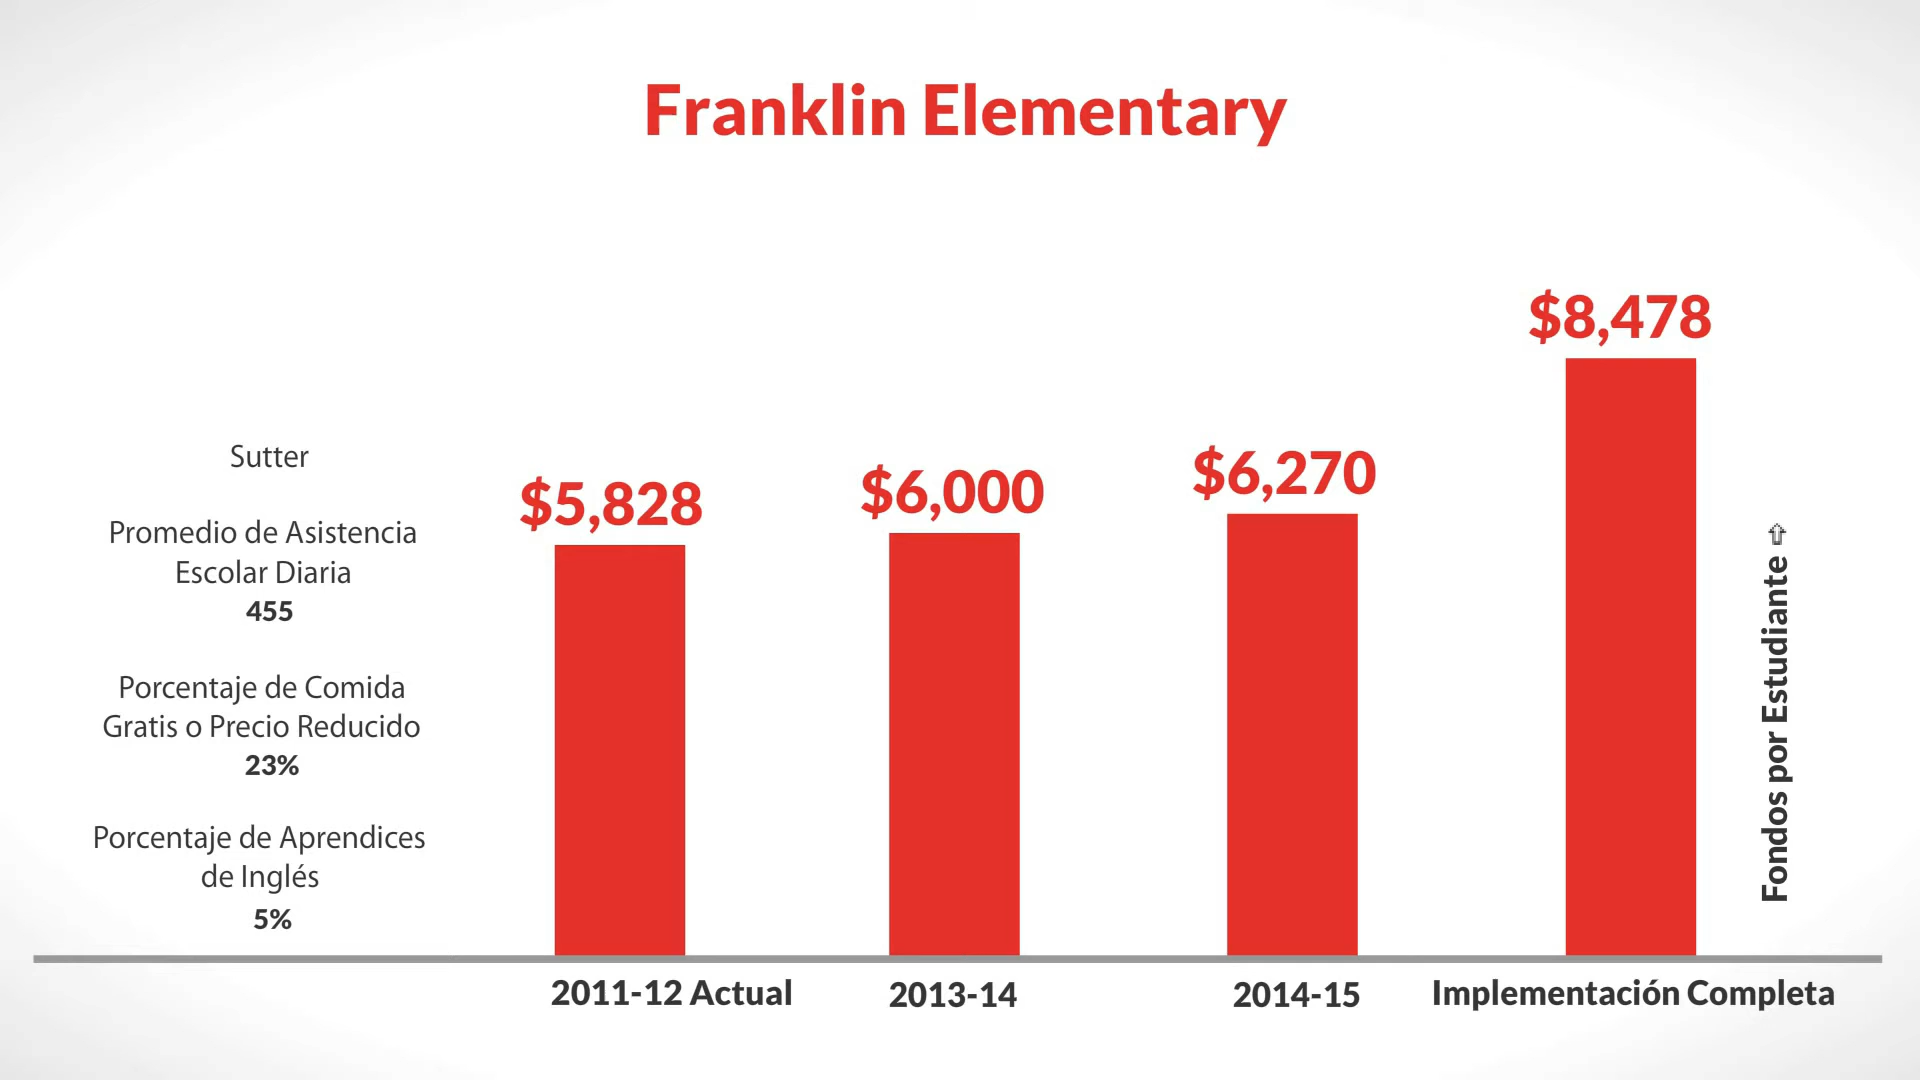 Franklin Elementary
Sutter
Promedio de Asistencia
Escolar Diaria
455
Porcentaje de Comida
Gratis o Precio Reducido
23%
Porcentaje de Aprendices
de Inglés
5%
$5,828
$6,000
$6,270
$8,478
2011-12 Actual
2013-14
2014-15
Implementación Completa
Fondos por Estudiante ⇧